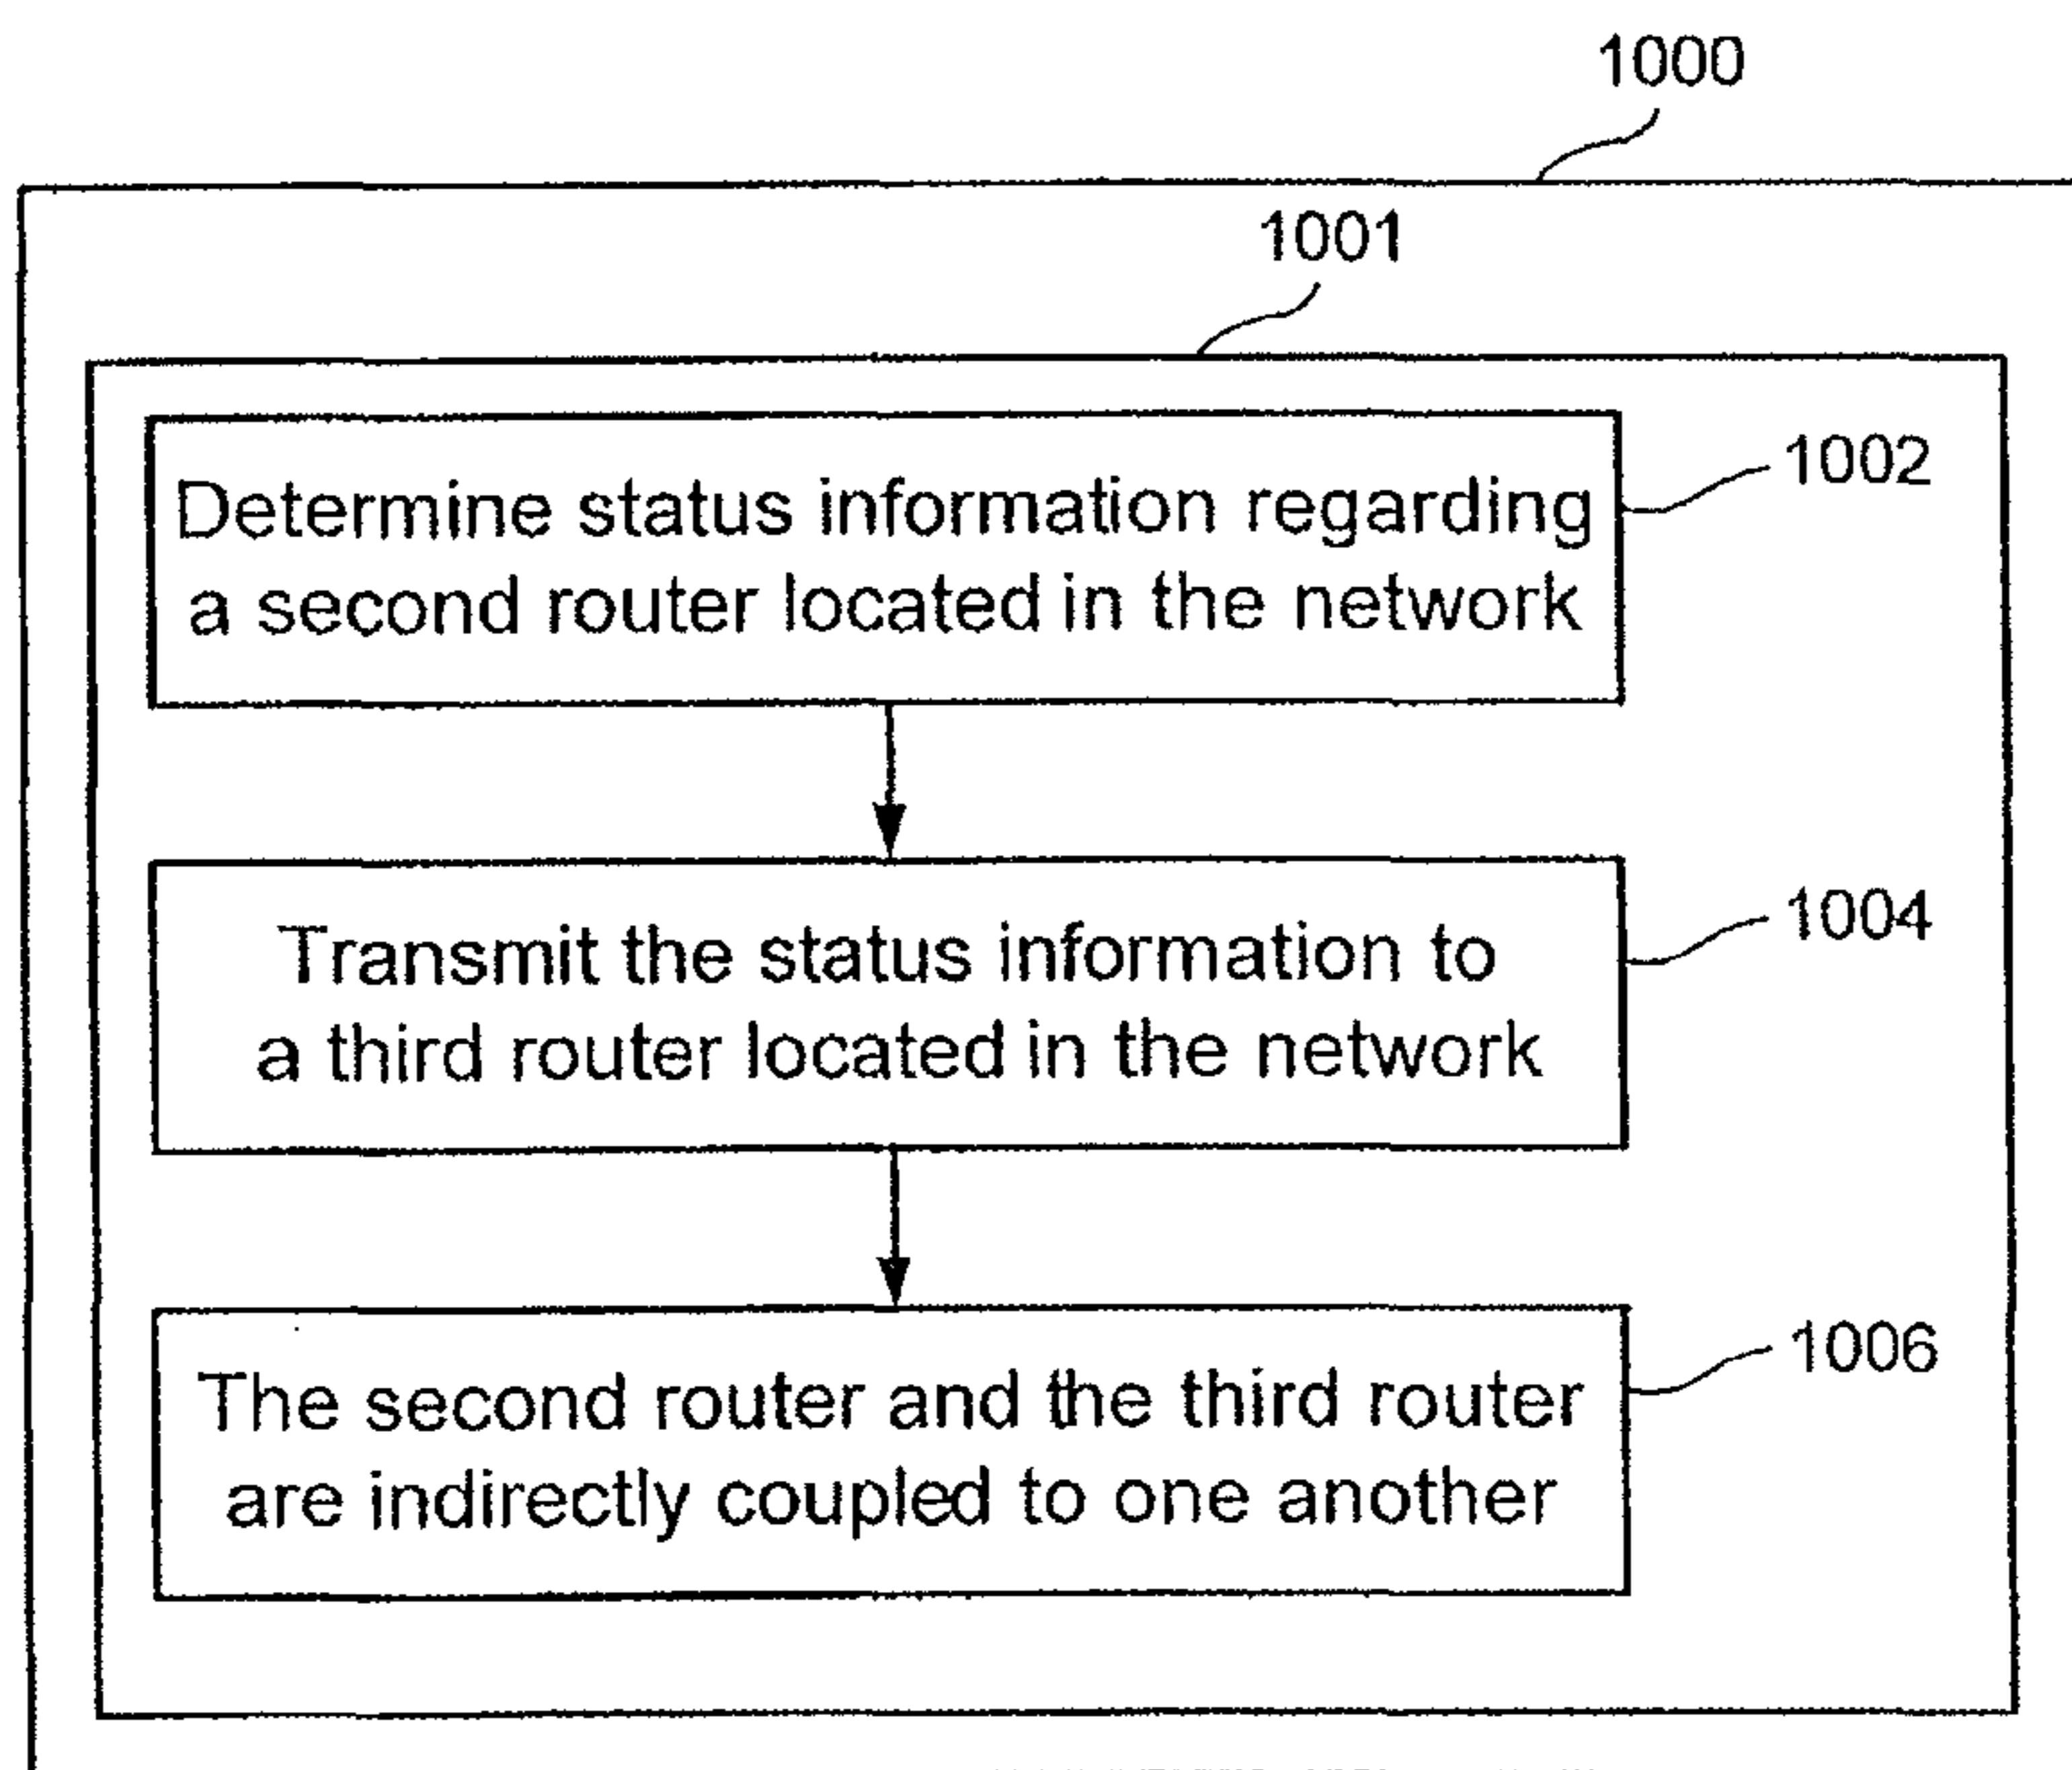 1000
1001
Determine status information regarding
a second router located in the network
1002
Transmit the status information to
a third router located in the network
1004
The second router and the third router
are indirectly coupled to one another
1006